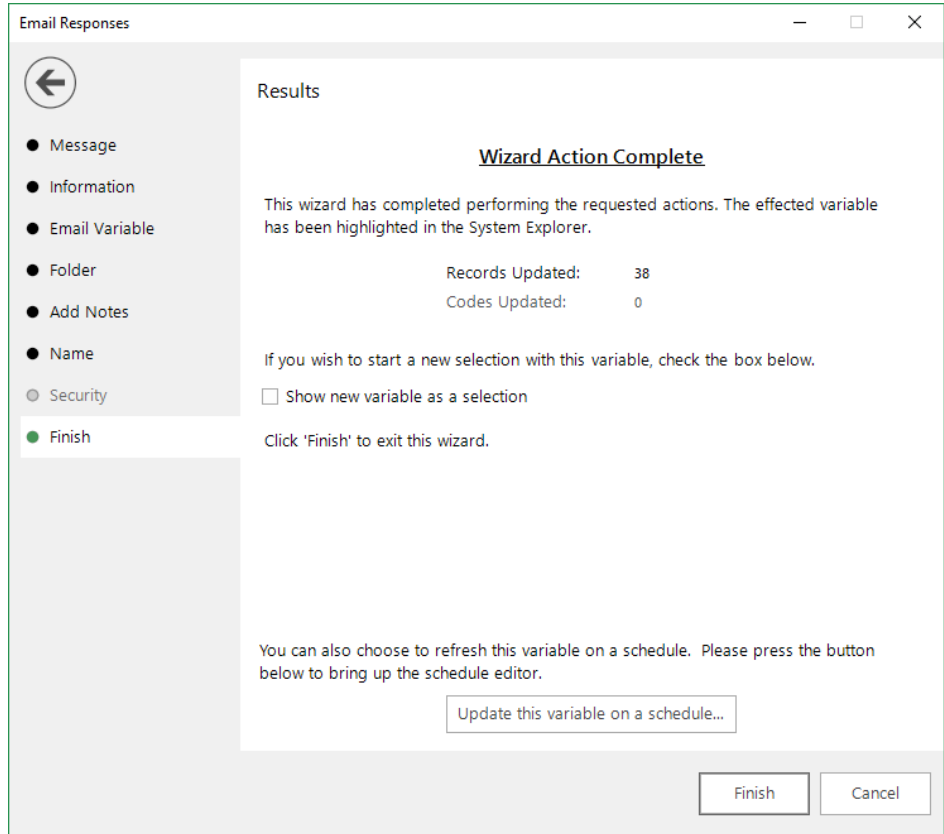 Email Responses
Results
Message
Information
Email Variable
Folder
Add Notes
Name
Security
Finish
Wizard Action Complete
This wizard has completed performing the requested actions. The effected variable
has been highlighted in the System Explorer.
Records Updated: 38
Codes Updated: 0
If you wish to start a new selection with this variable, check the box below.
Show new variable as a selection
Click 'Finish' to exit this wizard.
You can also choose to refresh this variable on a schedule. Please press the button
below to bring up the schedule editor.
Update this variable on a schedule...
Finish
Cancel